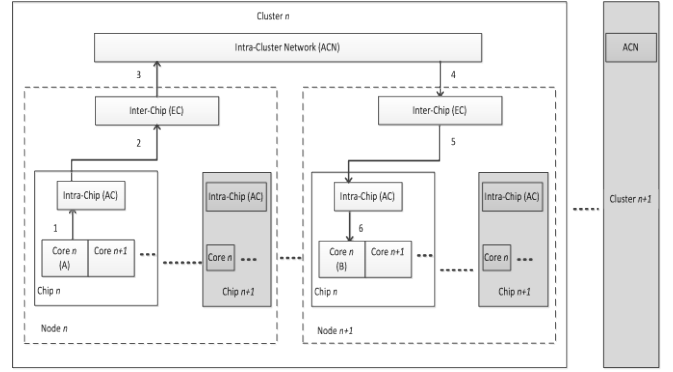 Cluster n
Intra-Cluster Network (ACN)
ACN
3
4
Inter-Chip (EC)
Inter-Chip (EC)
2
5
Intra-Chip (AC)
Intra-Chip (AC)
Intra-Chip (AC)
Intra-Chip (AC)
Cluster n+1
1
6
Core n
(A)
Core n+1
Core n
Core n
(B)
Core n+1
Core n
Chip n
Chip n+1
Chip n
Chip n+1
Node n
Node n+1